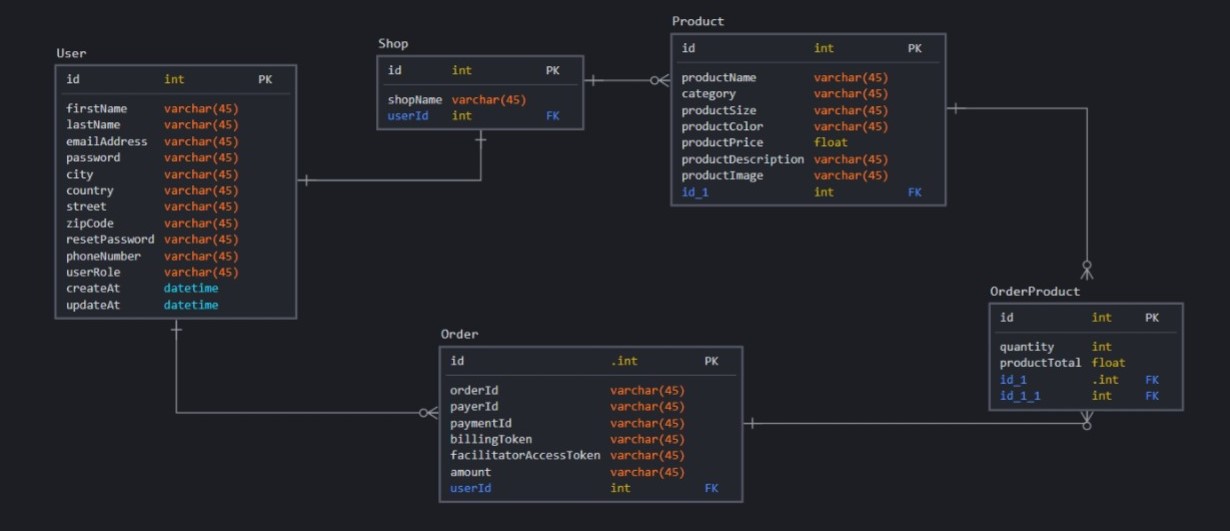 User
id int PK
firstName varchar(45)
lastName varchar(45)
emailAddress varchar(45)
password varchar(45)
city varchar(45)
country varchar(45)
street varchar(45)
zipCode varchar(45)
resetPassword varchar(45)
phoneNumber varchar(45)
userRole varchar(45)
createAt datetime
updateAt datetime
Shop
id int PK
shopName varchar(45)
userId int FK
Product
id int PK
productName varchar(45)
category varchar(45)
productSize varchar(45)
productColor varchar(45)
productPrice float
productDescription varchar(45)
productImage varchar(45)
id_1 int FK
Order
id .int PK
orderId varchar(45)
payerId varchar(45)
paymentId varchar(45)
billingToken varchar(45)
facilitatorAccessToken varchar(45)
amount varchar(45)
userId int FK
OrderProduct
id int PK
quantity int
productTotal float
id_1 .int FK
id_1_1 int FK